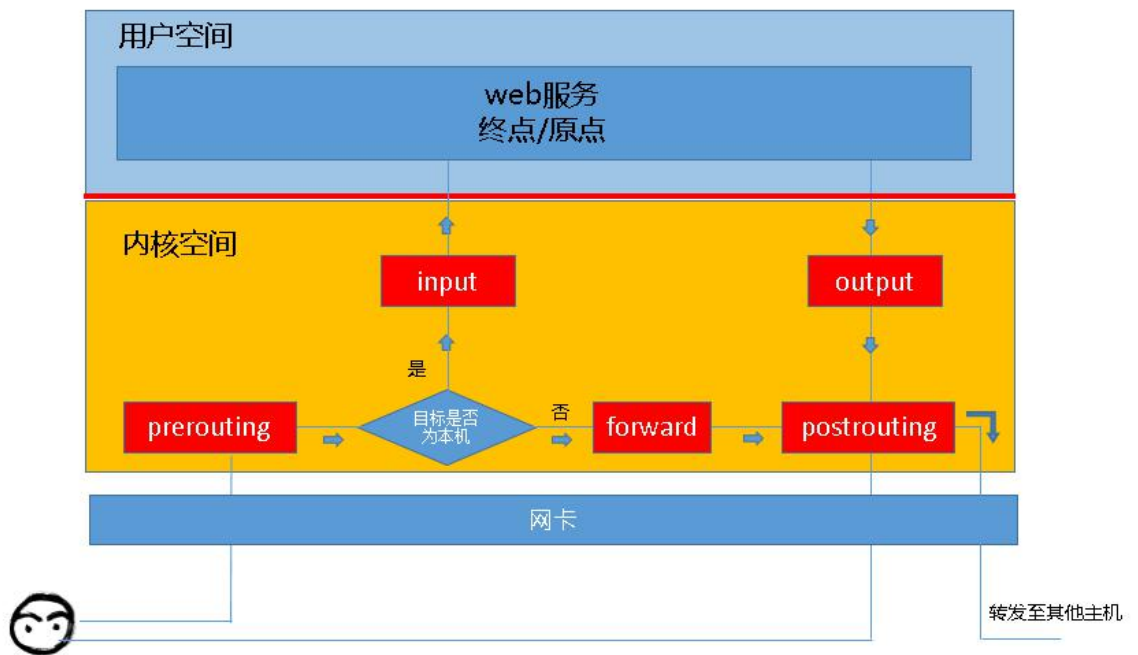 用户空间
web服务
终点/原点
内核空间
input
output
是
prerouting
目标是否
为本机
否
forward
postrouting
网卡
转发至其他主机